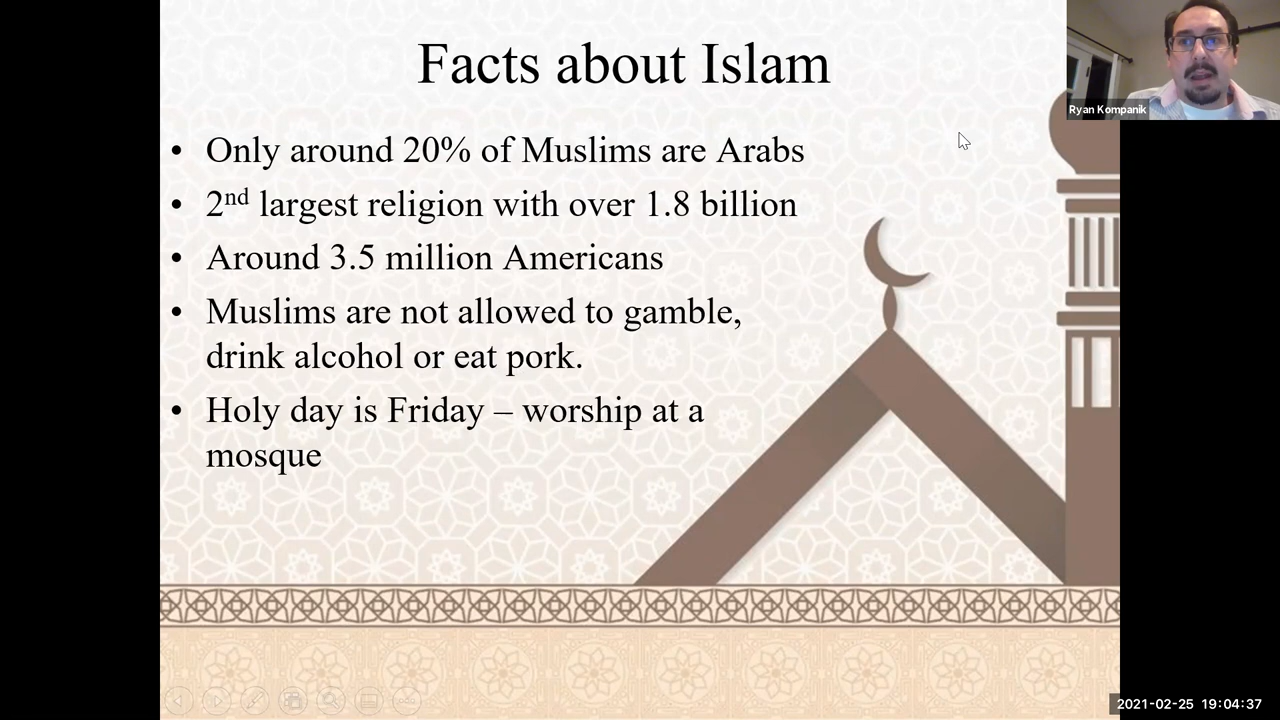 Facts about Islam
Ryan Kompanik
• Only around 20% of Muslims are Arabs
• 2nd largest religion with over 1.8 billion
• Around 3.5 million Americans
• Muslims are not allowed to gamble,
drink alcohol or eat pork.
• Holy day is Friday – worship at a
mosque
2021-02-25 19:04:37